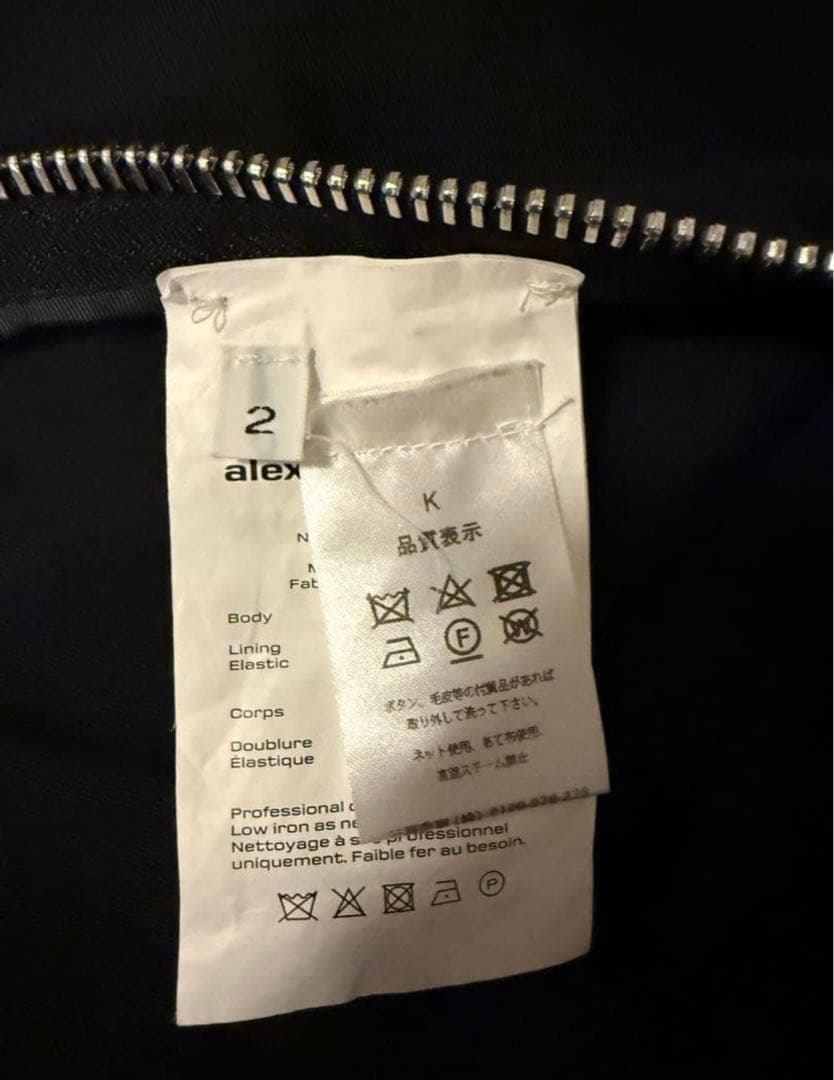 2
alex
K
品質表示
F
W
Body
Lining
Elastic
Corps
Doublure
Élastique
ボタン、毛皮等の付属品があれば
取り外して洗って下さい。
ネット使用、あて布使用、
高温スチーム禁止
Professional
Low iron as ne
Nettoyage à s professionnel
uniquement. Faible fer au besoin.
P